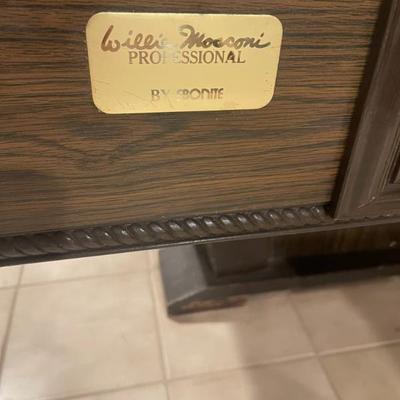 Willie Mosconi
PROFESSIONAL
BY EBONITE